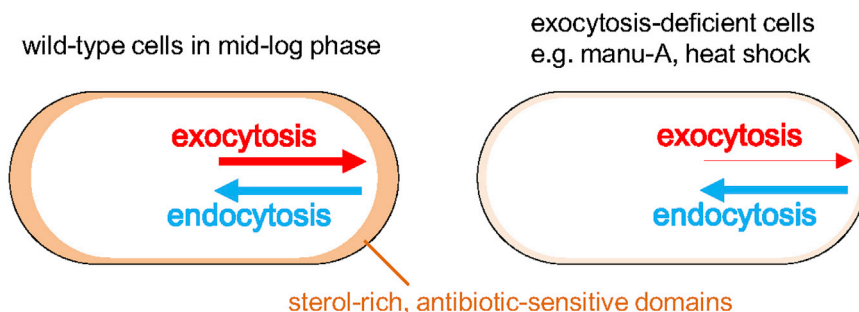 wild-type cells in mid-log phase
exocytosis
endocytosis
exocytosis-deficient cells
e.g. manu-A, heat shock
exocytosis
endocytosis
sterol-rich, antibiotic-sensitive domains